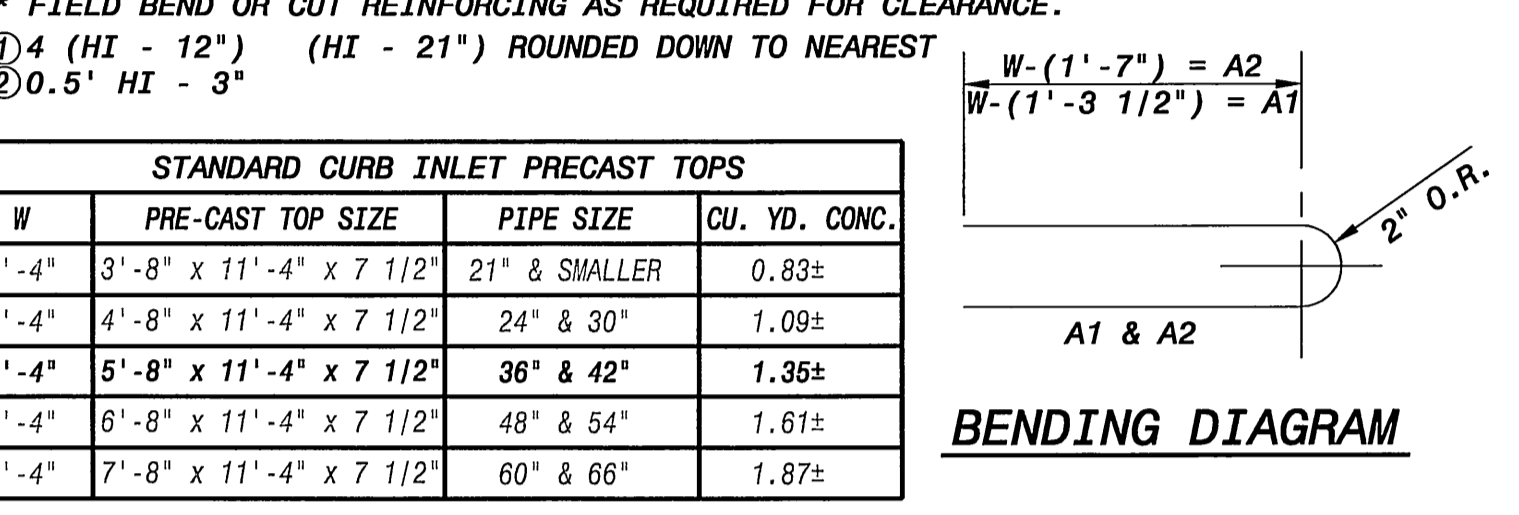 * FIELD BEND OR CUT REINFORCING AS REQUIRED FOR CLEARANCE.
①4 (HI - 12") (HI - 21") ROUNDED DOWN TO NEAREST
②0.5' HI - 3"
W-(1'-7") = A2
W-(1'-3 1/2") = A1
2" O.R.
A1 & A2
BENDING DIAGRAM
STANDARD CURB INLET PRECAST TOPS
W PRE-CAST TOP SIZE PIPE SIZE CU. YD. CONC.
'-4" 3'-8" X 11'-4" X 7 1/2" 21" & SMALLER 0.83±
'-4" 4'-8" X 11'-4" X 7 1/2" 24" & 30" 1.09±
'-4" 5'-8" X 11'-4" X 7 1/2" 36" & 42" 1.35±
'-4" 6'-8" X 11'-4" X 7 1/2" 48" & 54" 1.61±
'-4" 7'-8" X 11'-4" X 7 1/2" 60" & 66" 1.87±